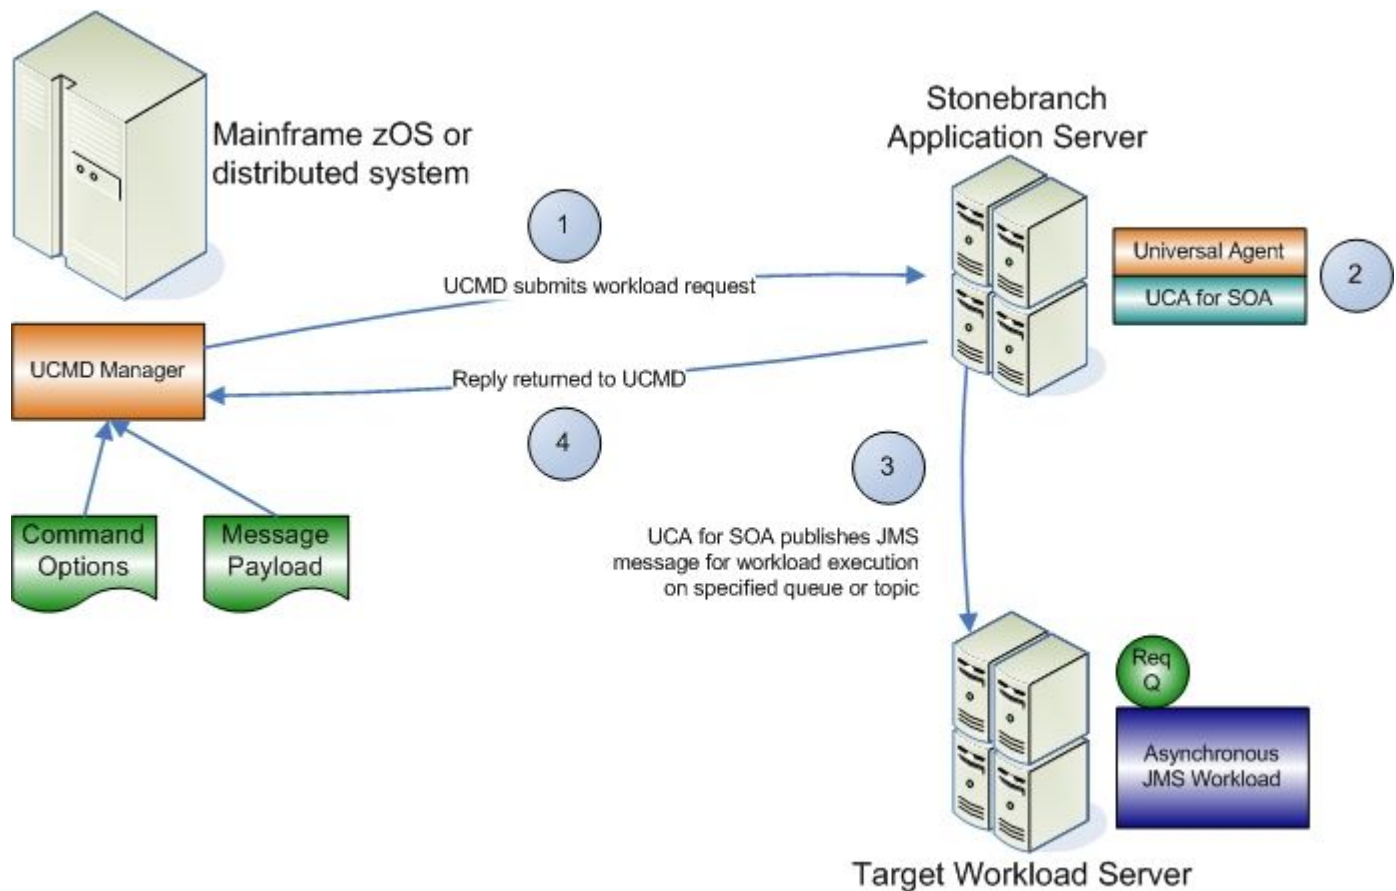 Mainframe zOS or
distributed system
Stonebranch
Application Server
1
UCMD submits workload request
Universal Agent
UCA for SOA
2
UCMD Manager
Reply returned to UCMD
4
3
Command
Options
Message
Payload
UCA for SOA publishes JMS
message for workload execution
on specified queue or topic
Req
Q
Asynchronous
JMS Workload
Target Workload Server